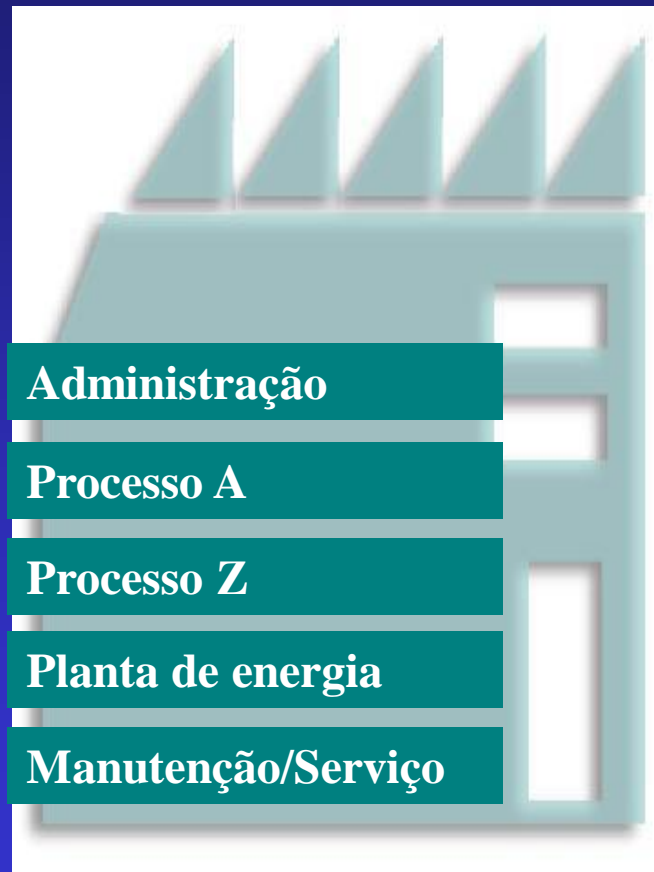 Administração
Processo A
Processo Z
Planta de energia
Manutenção/Serviço